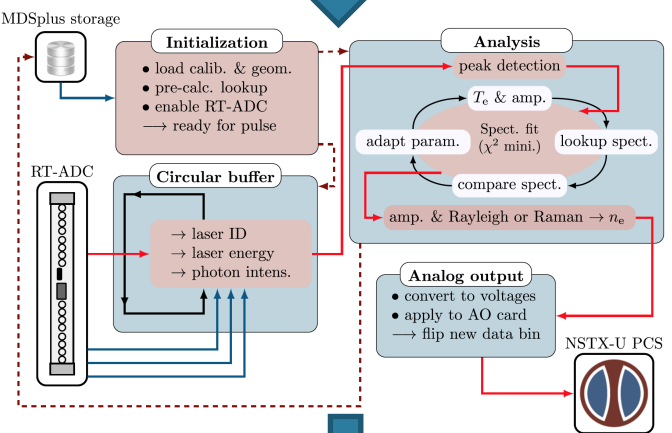 MDSplus storage
Initialization
• load calib. & geom.
• pre-calc. lookup
• enable RT-ADC
⟶ ready for pulse
Analysis
peak detection
Tₑ & amp.
Spect. fit
(χ² mini.)
adapt param.
lookup spect.
compare spect.
amp. & Rayleigh or Raman → nₑ
RT-ADC
Circular buffer
→ laser ID
→ laser energy
→ photon intens.
Analog output
• convert to voltages
• apply to AO card
⟶ flip new data bin
NSTX-U PCS